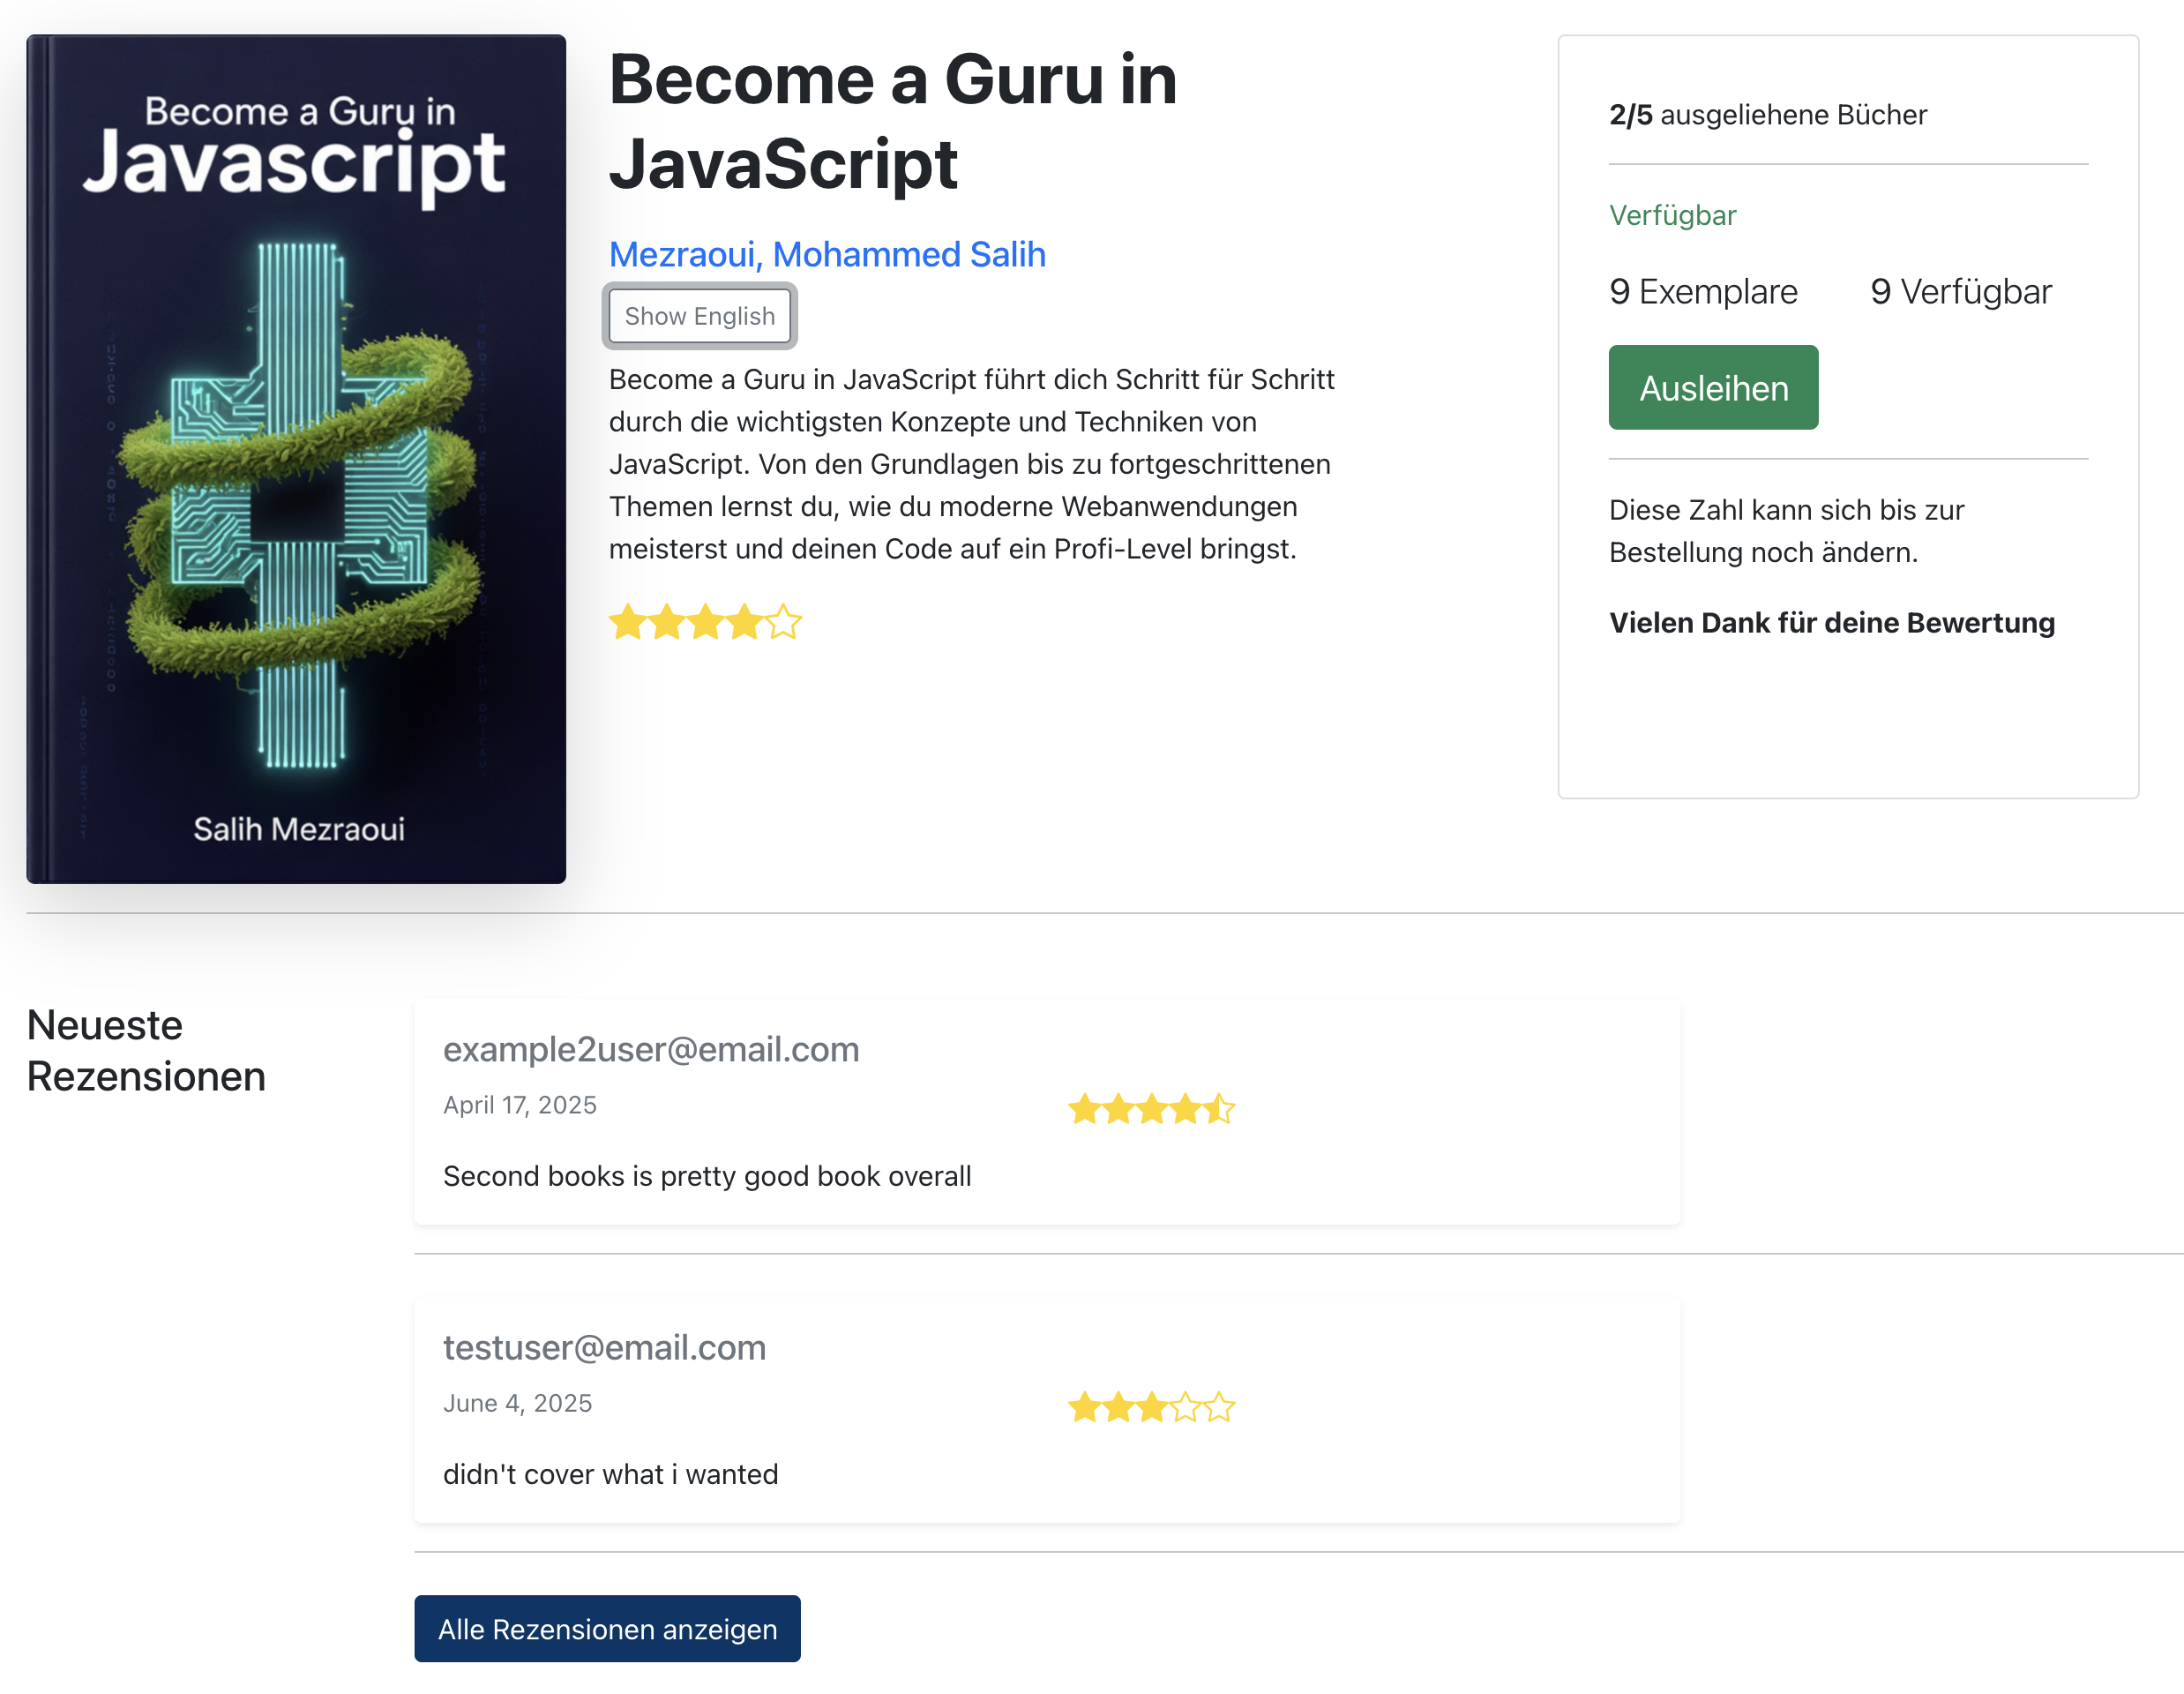 Become a Guru in
Javascript
Salih Mezraoui
Become a Guru in
JavaScript
Mezraoui, Mohammed Salih
Show English
Become a Guru in JavaScript führt dich Schritt für Schritt
durch die wichtigsten Konzepte und Techniken von
JavaScript. Von den Grundlagen bis zu fortgeschrittenen
Themen lernst du, wie du moderne Webanwendungen
meisterst und deinen Code auf ein Profi-Level bringst.
2/5 ausgeliehene Bücher
Verfügbar
9 Exemplare 9 Verfügbar
Ausleihen
Diese Zahl kann sich bis zur
Bestellung noch ändern.
Vielen Dank für deine Bewertung
Neueste
Rezensionen
example2user@email.com
April 17, 2025
Second books is pretty good book overall
testuser@email.com
June 4, 2025
didn't cover what i wanted
Alle Rezensionen anzeigen